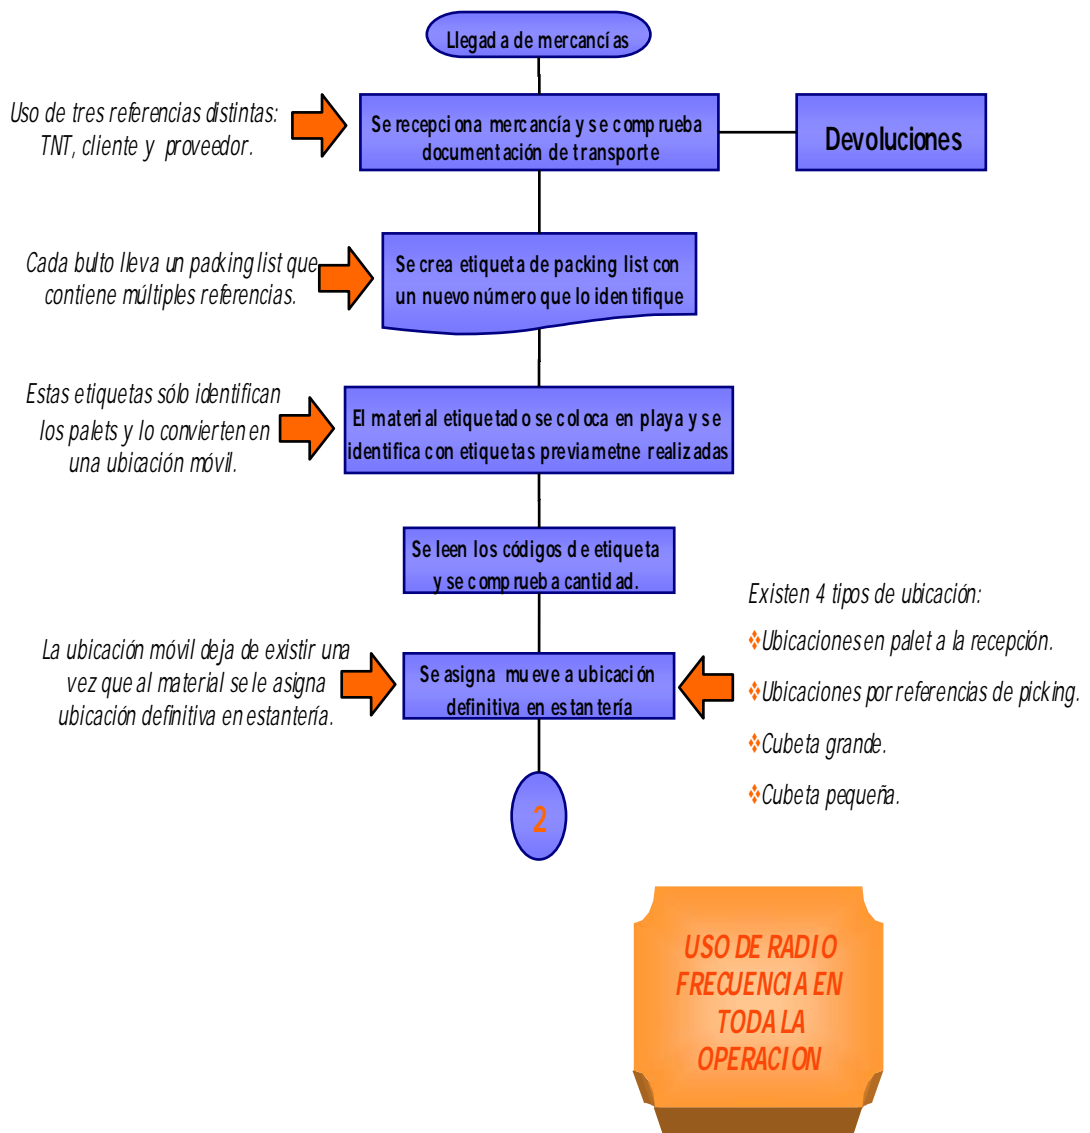 Llegada de mercancías
Uso de tres referencias distintas:
TNT, cliente y proveedor.
Se recepciona mercancía y se comprueba
documentación de transporte
Devoluciones
Cada bulto lleva un packing list que
contiene múltiples referencias.
Se crea etiqueta de packing list con
un nuevo número que lo identifique
Estas etiquetas sólo identifican
los palets y lo convierten en
una ubicación móvil.
El material etiquetado se coloca en playa y se
identifica con etiquetas previametne realizadas
Se leen los códigos de etiqueta
y se comprueba cantidad.
La ubicación móvil deja de existir una
vez que al material se le asigna
ubicación definitiva en estantería.
Se asigna mueve a ubicación
definitiva en estantería
Existen 4 tipos de ubicación:
❖Ubicaciones en palet a la recepción.
❖Ubicaciones por referencias de picking.
❖Cubeta grande.
❖Cubeta pequeña.
2
USO DE RADIO
FRECUENCIA EN
TODA LA
OPERACION